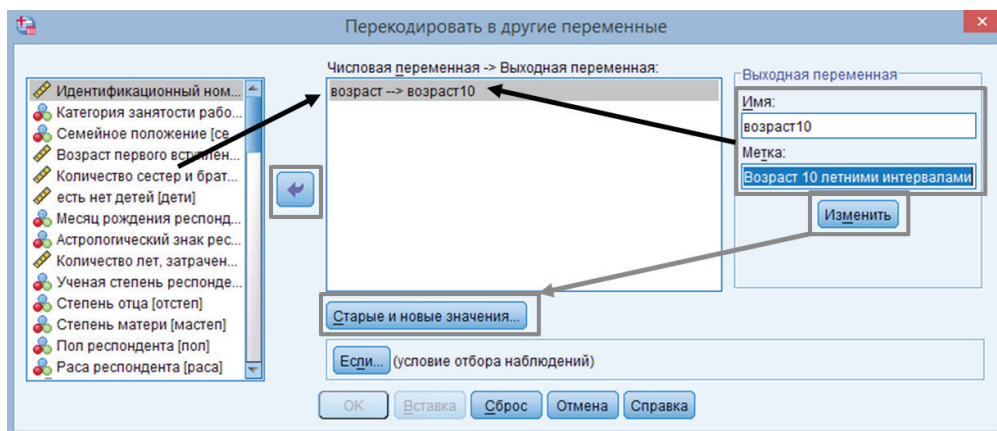 Перекодировать в другие переменные
Числовая переменная -> Выходная переменная:
Идентификационный ном...
Категория занятости рабо...
Семейное положение [се
Возраст первого вступлен...
Количество сестер и брат...
есть нет детей [дети]
Месяц рождения респонд...
Астрологический знак рес...
Количество лет, затрачен...
Ученая степень респонде...
Степень отца [отстеп]
Степень матери [мастеп]
Пол респондента [пол]
Раса респондента [раса]
возраст --> возраст10
Выходная переменная
Имя:
возраст10
Метка:
Возраст 10 летними интервалами
Изменить
Старые и новые значения...
Если... (условие отбора наблюдений)
OK Вставка Сброс Отмена Справка